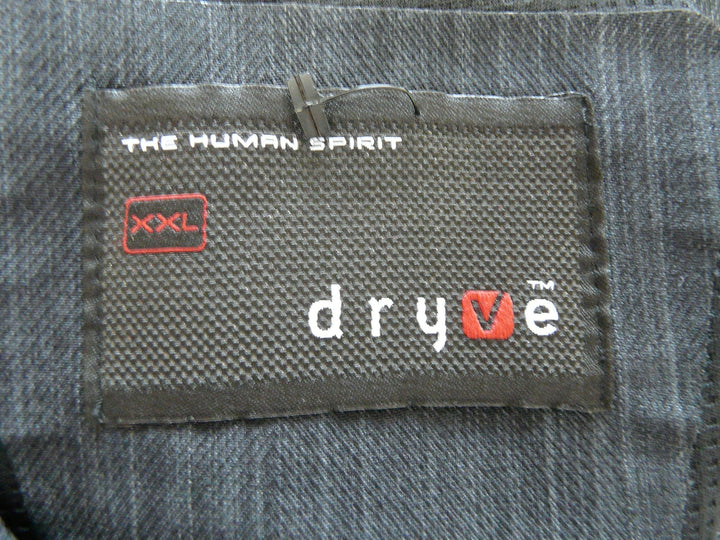 THE HUMAN SPIRIT
XXL
dryve™